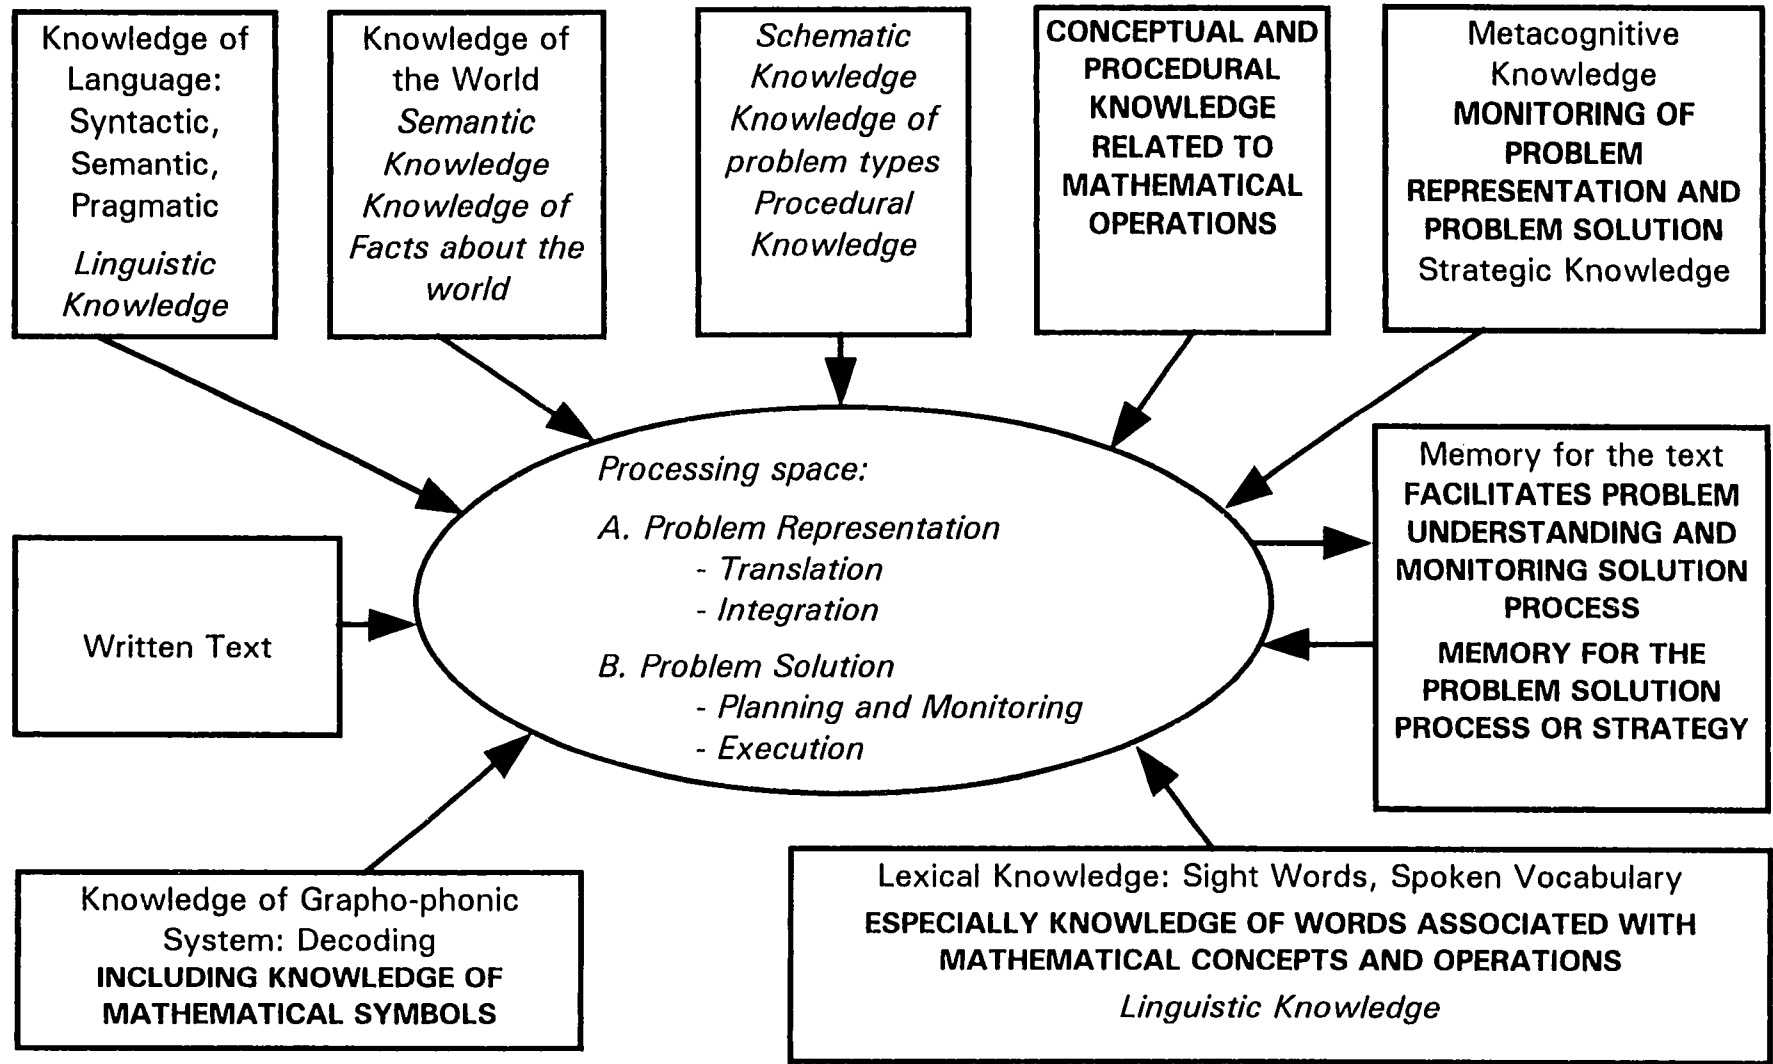 Knowledge of
Language:
Syntactic,
Semantic,
Pragmatic
Linguistic
Knowledge
Knowledge of
the World
Semantic
Knowledge
Knowledge of
Facts about the
world
Schematic
Knowledge
Knowledge of
problem types
Procedural
Knowledge
CONCEPTUAL AND
PROCEDURAL
KNOWLEDGE
RELATED TO
MATHEMATICAL
OPERATIONS
Metacognitive
Knowledge
MONITORING OF
PROBLEM
REPRESENTATION AND
PROBLEM SOLUTION
Strategic Knowledge
Processing space:
A. Problem Representation
- Translation
- Integration
B. Problem Solution
- Planning and Monitoring
- Execution
Memory for the text
FACILITATES PROBLEM
UNDERSTANDING AND
MONITORING SOLUTION
PROCESS
MEMORY FOR THE
PROBLEM SOLUTION
PROCESS OR STRATEGY
Written Text
Knowledge of Grapho-phonic
System: Decoding
INCLUDING KNOWLEDGE OF
MATHEMATICAL SYMBOLS
Lexical Knowledge: Sight Words, Spoken Vocabulary
ESPECIALLY KNOWLEDGE OF WORDS ASSOCIATED WITH
MATHEMATICAL CONCEPTS AND OPERATIONS
Linguistic Knowledge